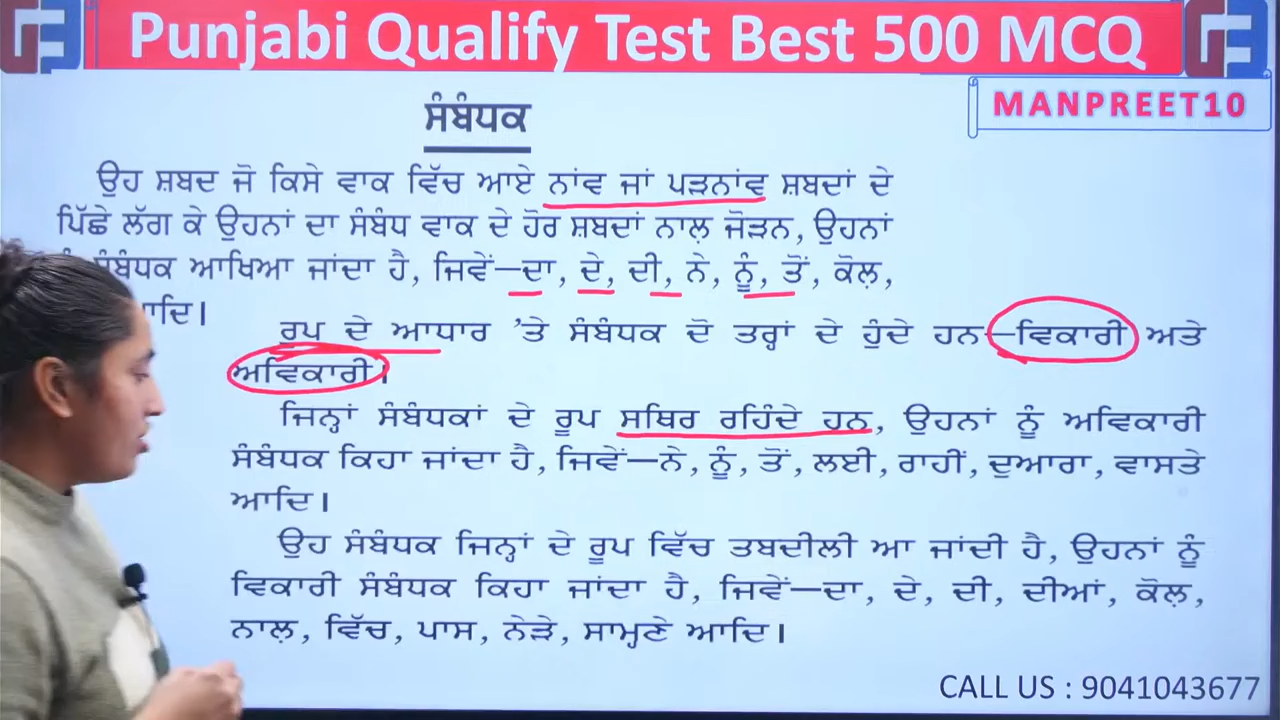 Punjabi Qualify Test Best 500 MCQ
MANPREET10
ਸੰਬੰਧਕ
ਉਹ ਸ਼ਬਦ ਜੋ ਕਿਸੇ ਵਾਕ ਵਿੱਚ ਆਏ ਨਾਂਵ ਜਾਂ ਪੜਨਾਂਵ ਸ਼ਬਦਾਂ ਦੇ
ਪਿੱਛੇ ਲੱਗ ਕੇ ਉਹਨਾਂ ਦਾ ਸੰਬੰਧ ਵਾਕ ਦੇ ਹੋਰ ਸ਼ਬਦਾਂ ਨਾਲ਼ ਜੋੜਨ, ਉਹਨਾਂ
ਸੰਬੰਧਕ ਆਖਿਆ ਜਾਂਦਾ ਹੈ, ਜਿਵੇਂ—ਦਾ, ਦੇ, ਦੀ, ਨੇ, ਨੂੰ, ਤੋਂ, ਕੋਲ਼,
ਆਦਿ।
ਰੂਪ ਦੇ ਆਧਾਰ 'ਤੇ ਸੰਬੰਧਕ ਦੋ ਤਰ੍ਹਾਂ ਦੇ ਹੁੰਦੇ ਹਨ—ਵਿਕਾਰੀ ਅਤੇ
ਅਵਿਕਾਰੀ।
ਜਿਨ੍ਹਾਂ ਸੰਬੰਧਕਾਂ ਦੇ ਰੂਪ ਸਥਿਰ ਰਹਿੰਦੇ ਹਨ, ਉਹਨਾਂ ਨੂੰ ਅਵਿਕਾਰੀ
ਸੰਬੰਧਕ ਕਿਹਾ ਜਾਂਦਾ ਹੈ, ਜਿਵੇਂ—ਨੇ, ਨੂੰ, ਤੋਂ, ਲਈ, ਰਾਹੀਂ, ਦੁਆਰਾ, ਵਾਸਤੇ
ਆਦਿ।
ਉਹ ਸੰਬੰਧਕ ਜਿਨ੍ਹਾਂ ਦੇ ਰੂਪ ਵਿੱਚ ਤਬਦੀਲੀ ਆ ਜਾਂਦੀ ਹੈ, ਉਹਨਾਂ ਨੂੰ
ਵਿਕਾਰੀ ਸੰਬੰਧਕ ਕਿਹਾ ਜਾਂਦਾ ਹੈ, ਜਿਵੇਂ—ਦਾ, ਦੇ, ਦੀ, ਦੀਆਂ, ਕੋਲ਼,
ਨਾਲ਼, ਵਿੱਚ, ਪਾਸ, ਨੇੜੇ, ਸਾਮ੍ਹਣੇ ਆਦਿ।
CALL US : 9041043677